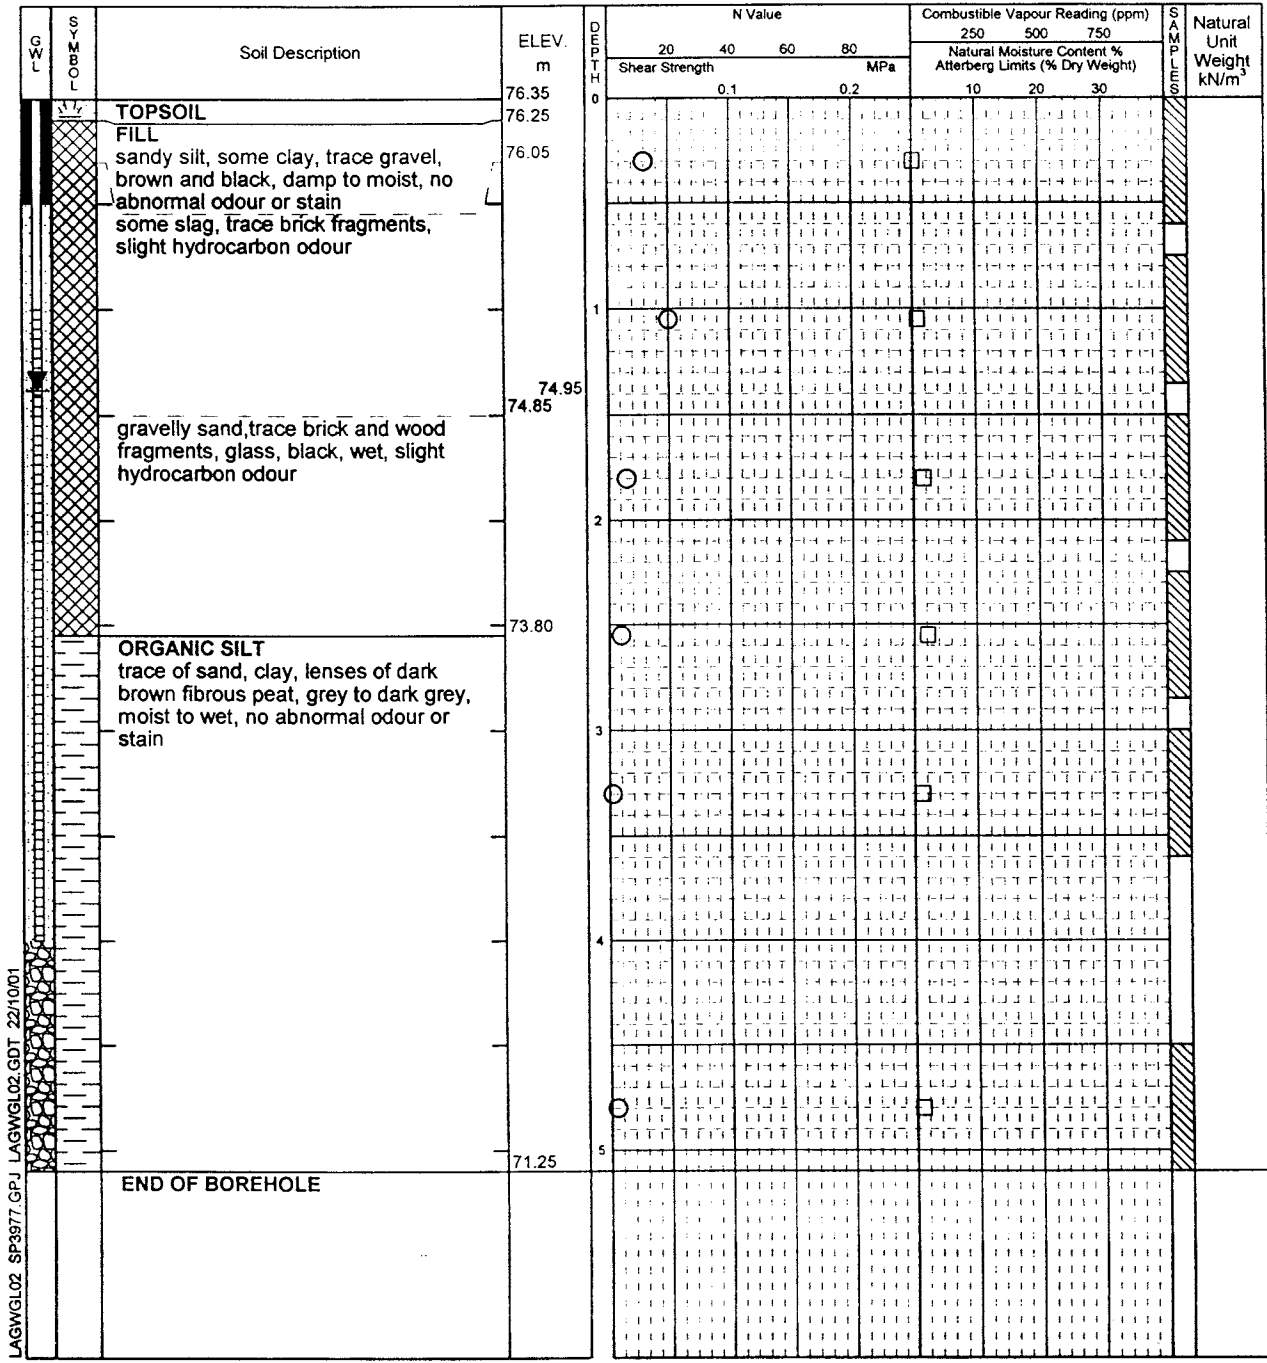 GWL
SYMBOL
Soil Description
ELEV.
m
DEPTH
N Value
20 40 60 80
Shear Strength MPa
0.1 0.2
Combustible Vapour Reading (ppm)
250 500 750
Natural Moisture Content %
Atterberg Limits (% Dry Weight)
10 20 30
SAMPLES
Natural
Unit
Weight
kN/m³
76.35
0
TOPSOIL
76.25
FILL
sandy silt, some clay, trace gravel,
76.05
brown and black, damp to moist, no
abnormal odour or stain
some slag, trace brick fragments,
slight hydrocarbon odour
1
74.95
74.85
gravelly sand,trace brick and wood
fragments, glass, black, wet, slight
hydrocarbon odour
2
73.80
ORGANIC SILT
trace of sand, clay, lenses of dark
brown fibrous peat, grey to dark grey,
moist to wet, no abnormal odour or
stain
3
4
5
71.25
END OF BOREHOLE
LAGWGL02 SP3977.GPJ LAGWGL02.GDT 22/10/01